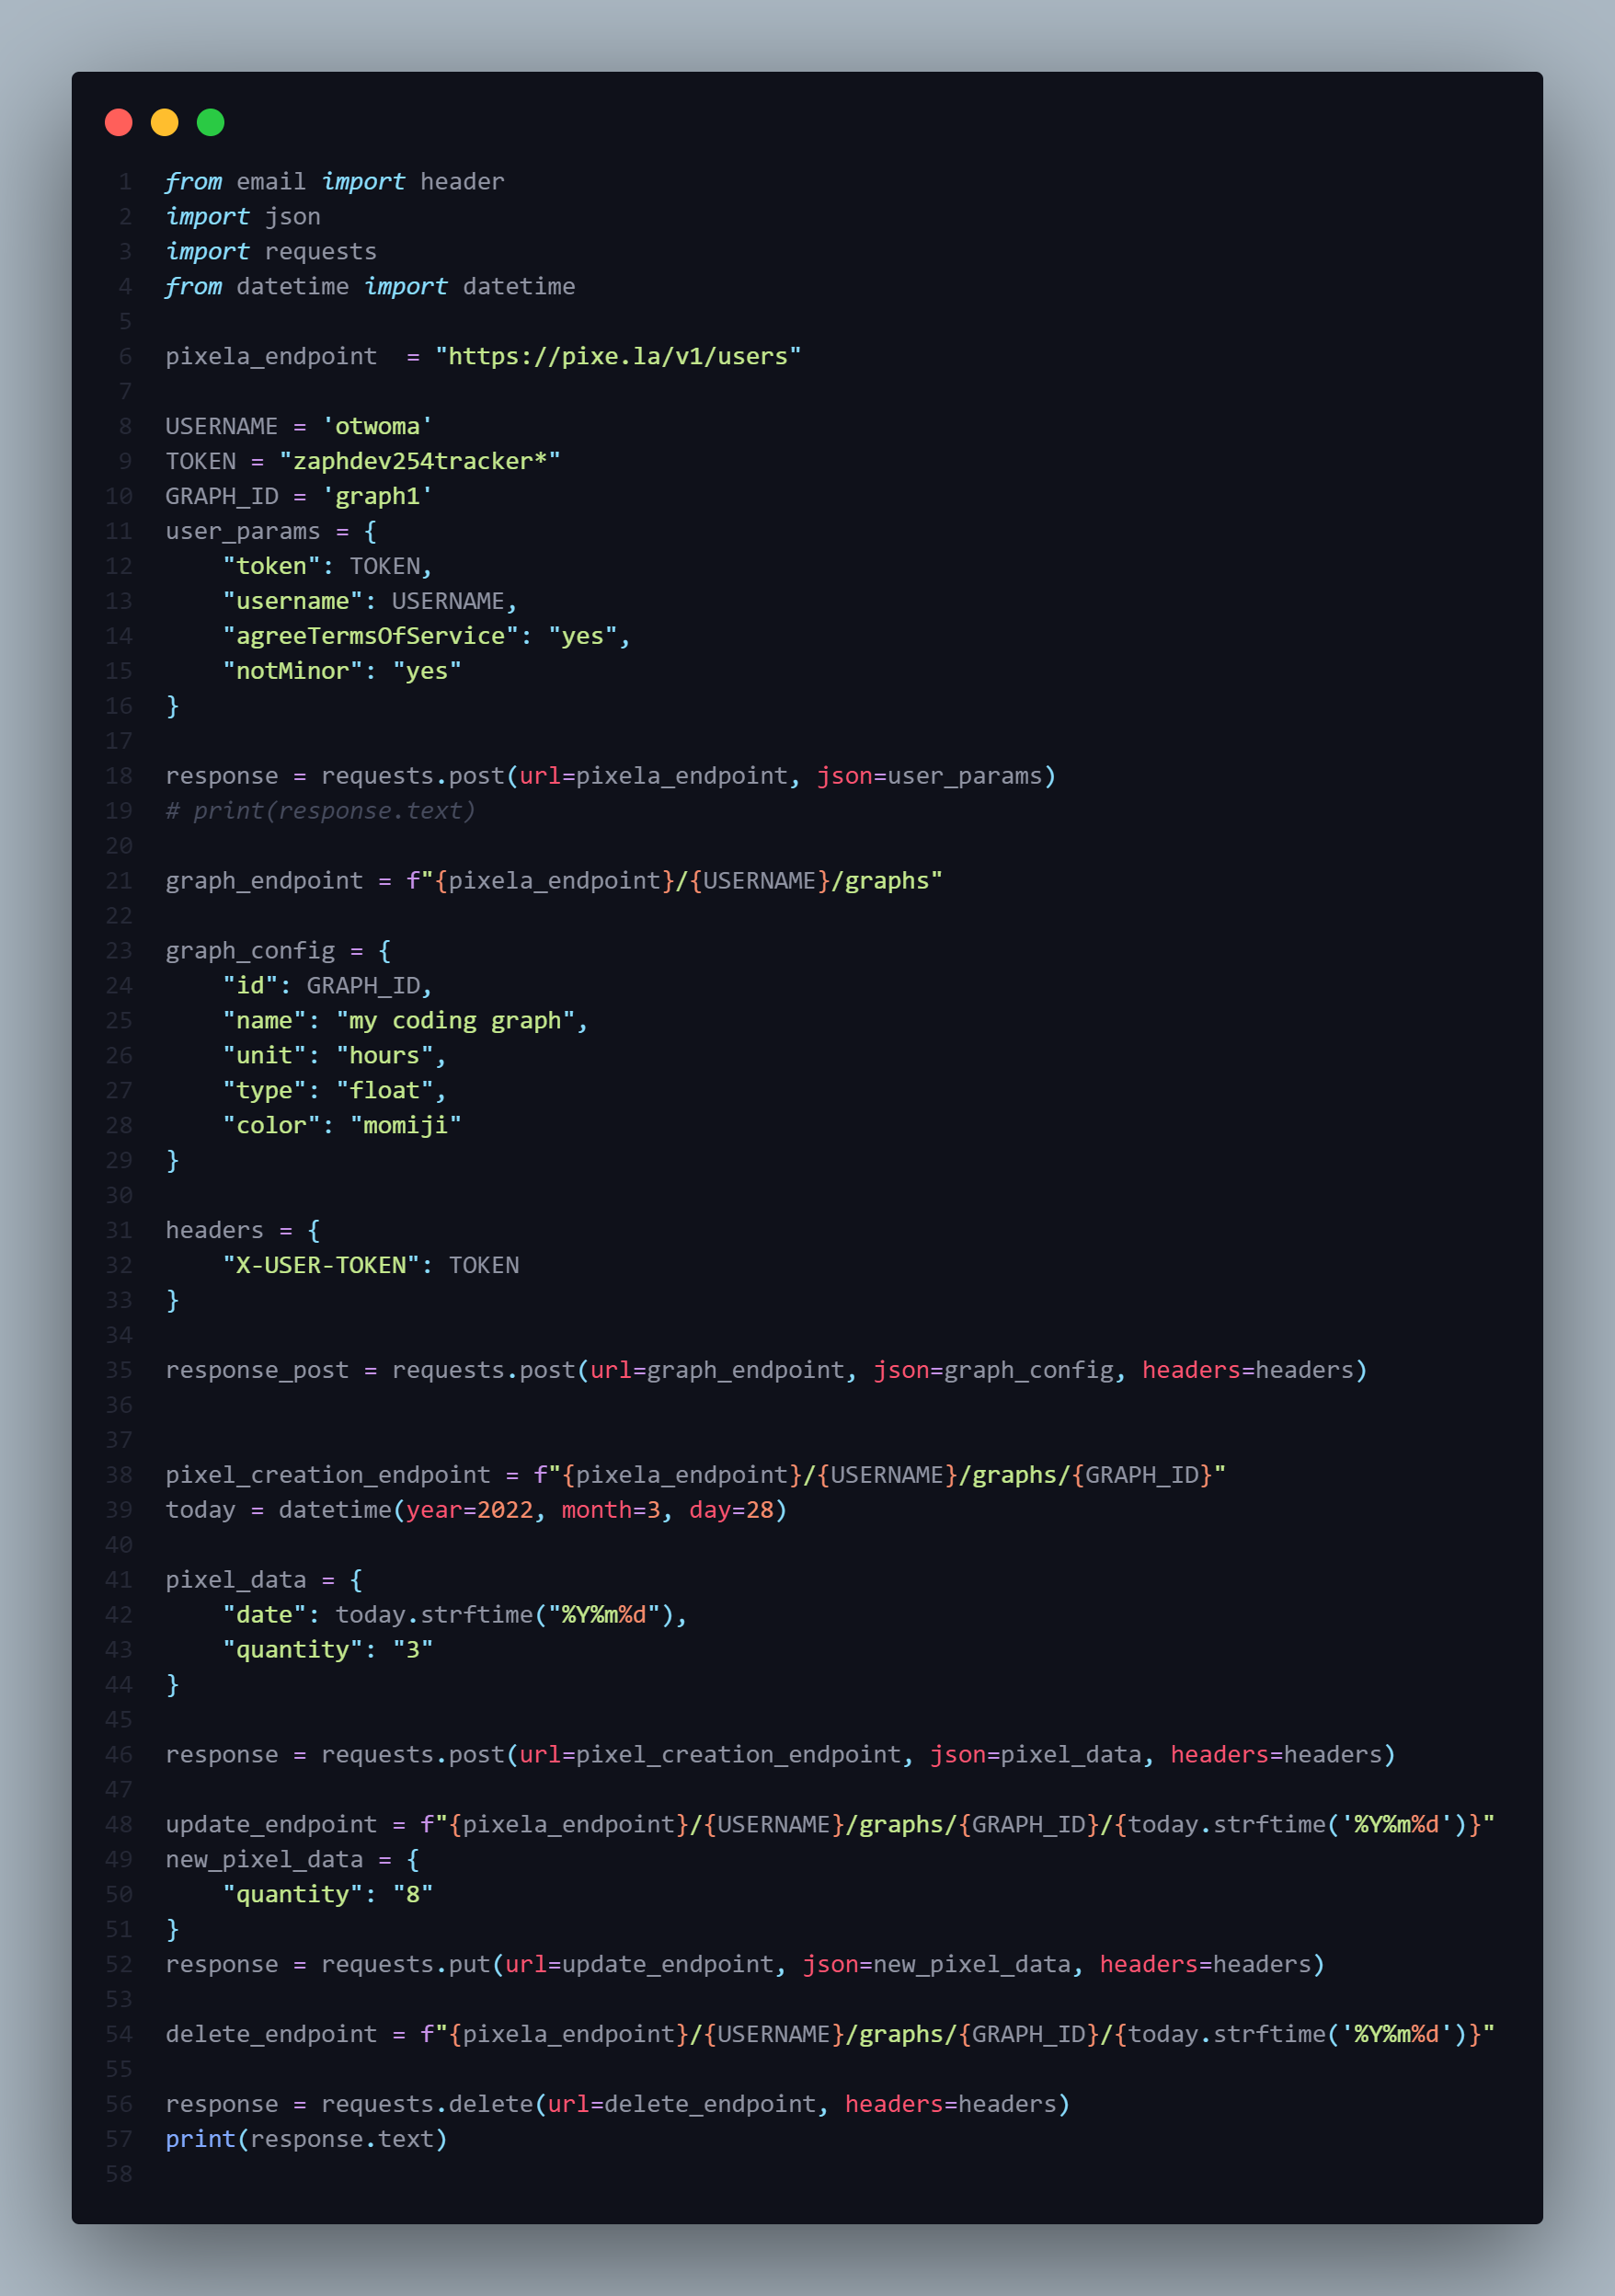 1 from email import header
2 import json
3 import requests
4 from datetime import datetime
5
6 pixela_endpoint  = "https://pixe.la/v1/users"
7
8 USERNAME = 'otwoma'
9 TOKEN = "zaphdev254tracker*"
10 GRAPH_ID = 'graph1'
11 user_params = {
12     "token": TOKEN,
13     "username": USERNAME,
14     "agreeTermsOfService": "yes",
15     "notMinor": "yes"
16 }
17
18 response = requests.post(url=pixela_endpoint, json=user_params)
19 # print(response.text)
20
21 graph_endpoint = f"{pixela_endpoint}/{USERNAME}/graphs"
22
23 graph_config = {
24     "id": GRAPH_ID,
25     "name": "my coding graph",
26     "unit": "hours",
27     "type": "float",
28     "color": "momiji"
29 }
30
31 headers = {
32     "X-USER-TOKEN": TOKEN
33 }
34
35 response_post = requests.post(url=graph_endpoint, json=graph_config, headers=headers)
36
37
38 pixel_creation_endpoint = f"{pixela_endpoint}/{USERNAME}/graphs/{GRAPH_ID}"
39 today = datetime(year=2022, month=3, day=28)
40
41 pixel_data = {
42     "date": today.strftime("%Y%m%d"),
43     "quantity": "3"
44 }
45
46 response = requests.post(url=pixel_creation_endpoint, json=pixel_data, headers=headers)
47
48 update_endpoint = f"{pixela_endpoint}/{USERNAME}/graphs/{GRAPH_ID}/{today.strftime('%Y%m%d')}"
49 new_pixel_data = {
50     "quantity": "8"
51 }
52 response = requests.put(url=update_endpoint, json=new_pixel_data, headers=headers)
53
54 delete_endpoint = f"{pixela_endpoint}/{USERNAME}/graphs/{GRAPH_ID}/{today.strftime('%Y%m%d')}"
55
56 response = requests.delete(url=delete_endpoint, headers=headers)
57 print(response.text)
58